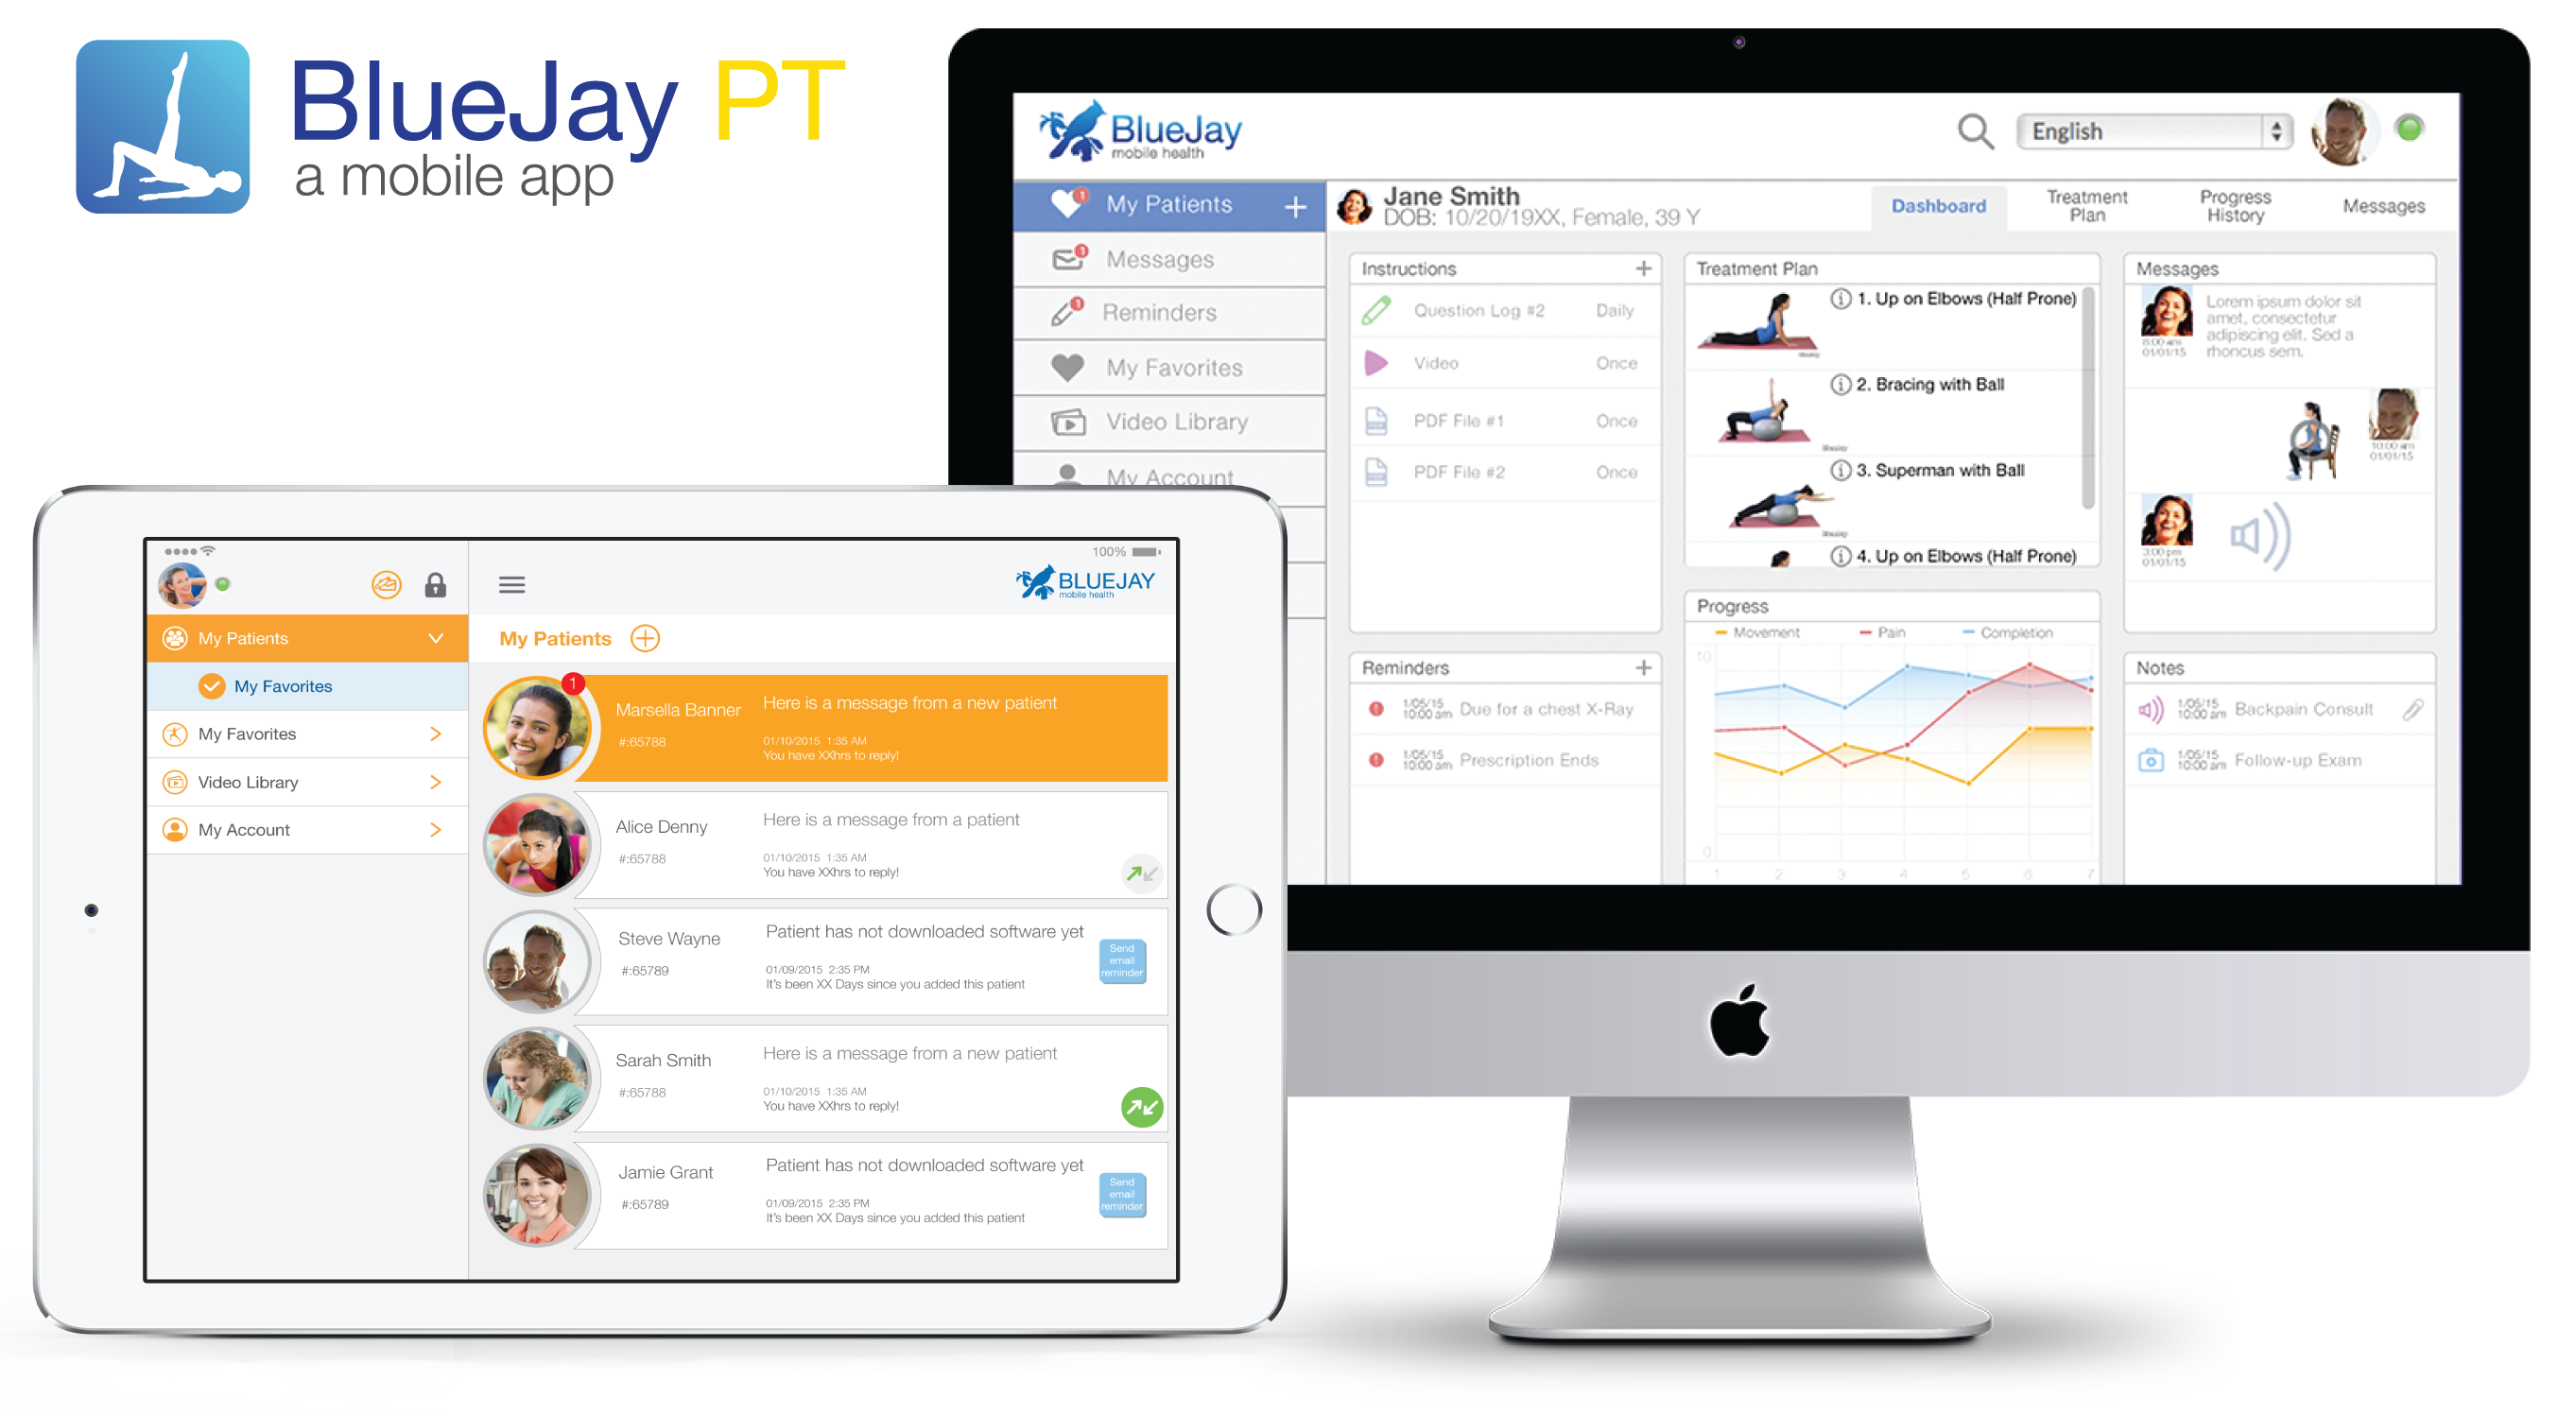 BlueJay PT
a mobile app
BlueJay
mobile health
English
My Patients
Messages
Reminders
My Favorites
Video Library
My Account
1
1
1
Jane Smith
DOB: 10/20/19XX, Female, 39 Y
Dashboard
Treatment
Plan
Progress
History
Messages
Instructions
Question Log #2 Daily
Video Once
PDF File #1 Once
PDF File #2 Once
Reminders
1/05/15
10:00 am
Due for a chest X-Ray
1/05/15
10:00 am
Prescription Ends
Treatment Plan
1. Up on Elbows (Half Prone)
2. Bracing with Ball
3. Superman with Ball
4. Up on Elbows (Half Prone)
Progress
Movement Pain Completion
10
0
1 2 3 4 5 6 7
Messages
Lorem ipsum dolor sit
amet, consectetur
adipiscing elit. Sed a
rhoncus sem.
8:00 am
01/01/15
10:00 am
01/01/15
3:00 pm
01/01/15
Notes
1/05/15
10:00 am
Backpain Consult
1/05/15
10:00 am
Follow-up Exam
100%
BLUEJAY
mobile health
My Patients
My Favorites
My Favorites
Video Library
My Account
My Patients
1
Marsella Banner
#:65788
Here is a message from a new patient
01/10/2015 1:35 AM
You have XXhrs to reply!
Alice Denny
#:65788
Here is a message from a patient
01/10/2015 1:35 AM
You have XXhrs to reply!
Steve Wayne
#:65789
Patient has not downloaded software yet
01/09/2015 2:35 PM
It's been XX Days since you added this patient
Send
email
reminder
Sarah Smith
#:65788
Here is a message from a new patient
01/10/2015 1:35 AM
You have XXhrs to reply!
Jamie Grant
#:65789
Patient has not downloaded software yet
01/09/2015 2:35 PM
It's been XX Days since you added this patient
Send
email
reminder